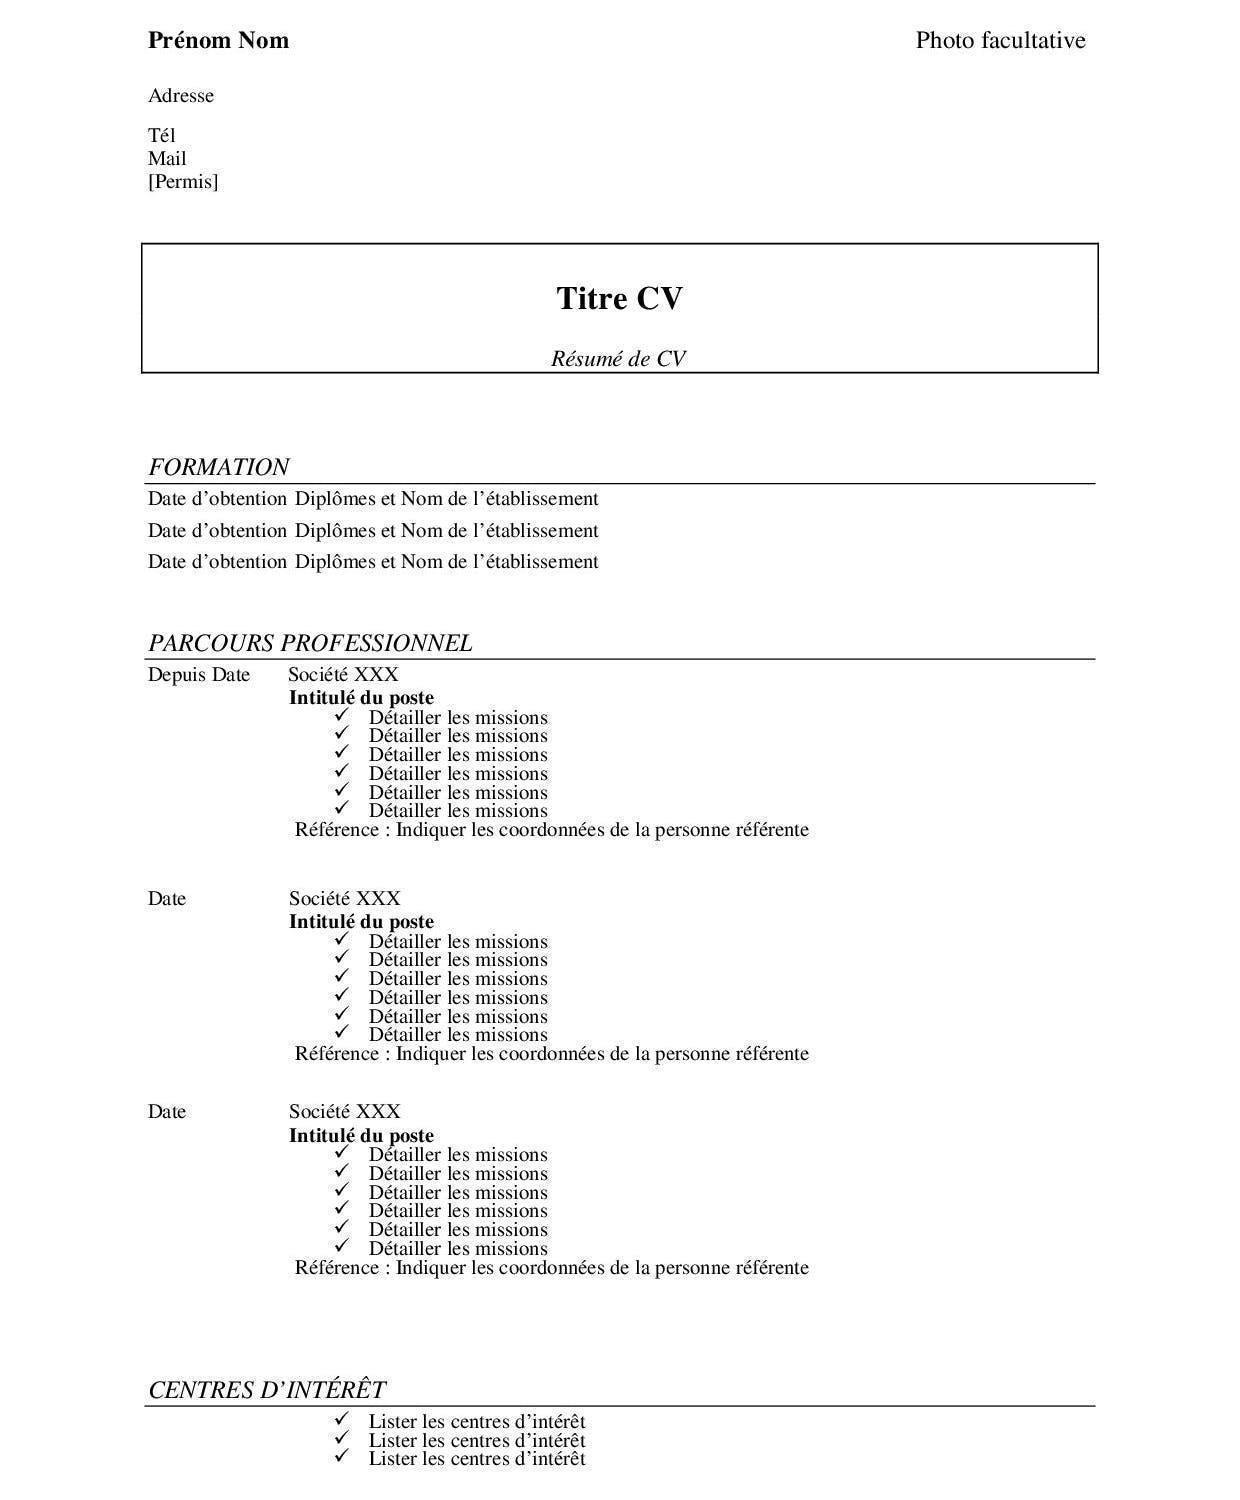 Prénom Nom Photo facultative
Adresse
Tél
Mail
[Permis]
Titre CV
Résumé de CV
FORMATION
Date d’obtention Diplômes et Nom de l’établissement
Date d’obtention Diplômes et Nom de l’établissement
Date d’obtention Diplômes et Nom de l’établissement
PARCOURS PROFESSIONNEL
Depuis Date Société XXX
Intitulé du poste
✓ Détailler les missions
✓ Détailler les missions
✓ Détailler les missions
✓ Détailler les missions
✓ Détailler les missions
✓ Détailler les missions
Référence : Indiquer les coordonnées de la personne référente
Date Société XXX
Intitulé du poste
✓ Détailler les missions
✓ Détailler les missions
✓ Détailler les missions
✓ Détailler les missions
✓ Détailler les missions
✓ Détailler les missions
Référence : Indiquer les coordonnées de la personne référente
Date Société XXX
Intitulé du poste
✓ Détailler les missions
✓ Détailler les missions
✓ Détailler les missions
✓ Détailler les missions
✓ Détailler les missions
✓ Détailler les missions
Référence : Indiquer les coordonnées de la personne référente
CENTRES D’INTÉRÊT
✓ Lister les centres d’intérêt
✓ Lister les centres d’intérêt
✓ Lister les centres d’intérêt